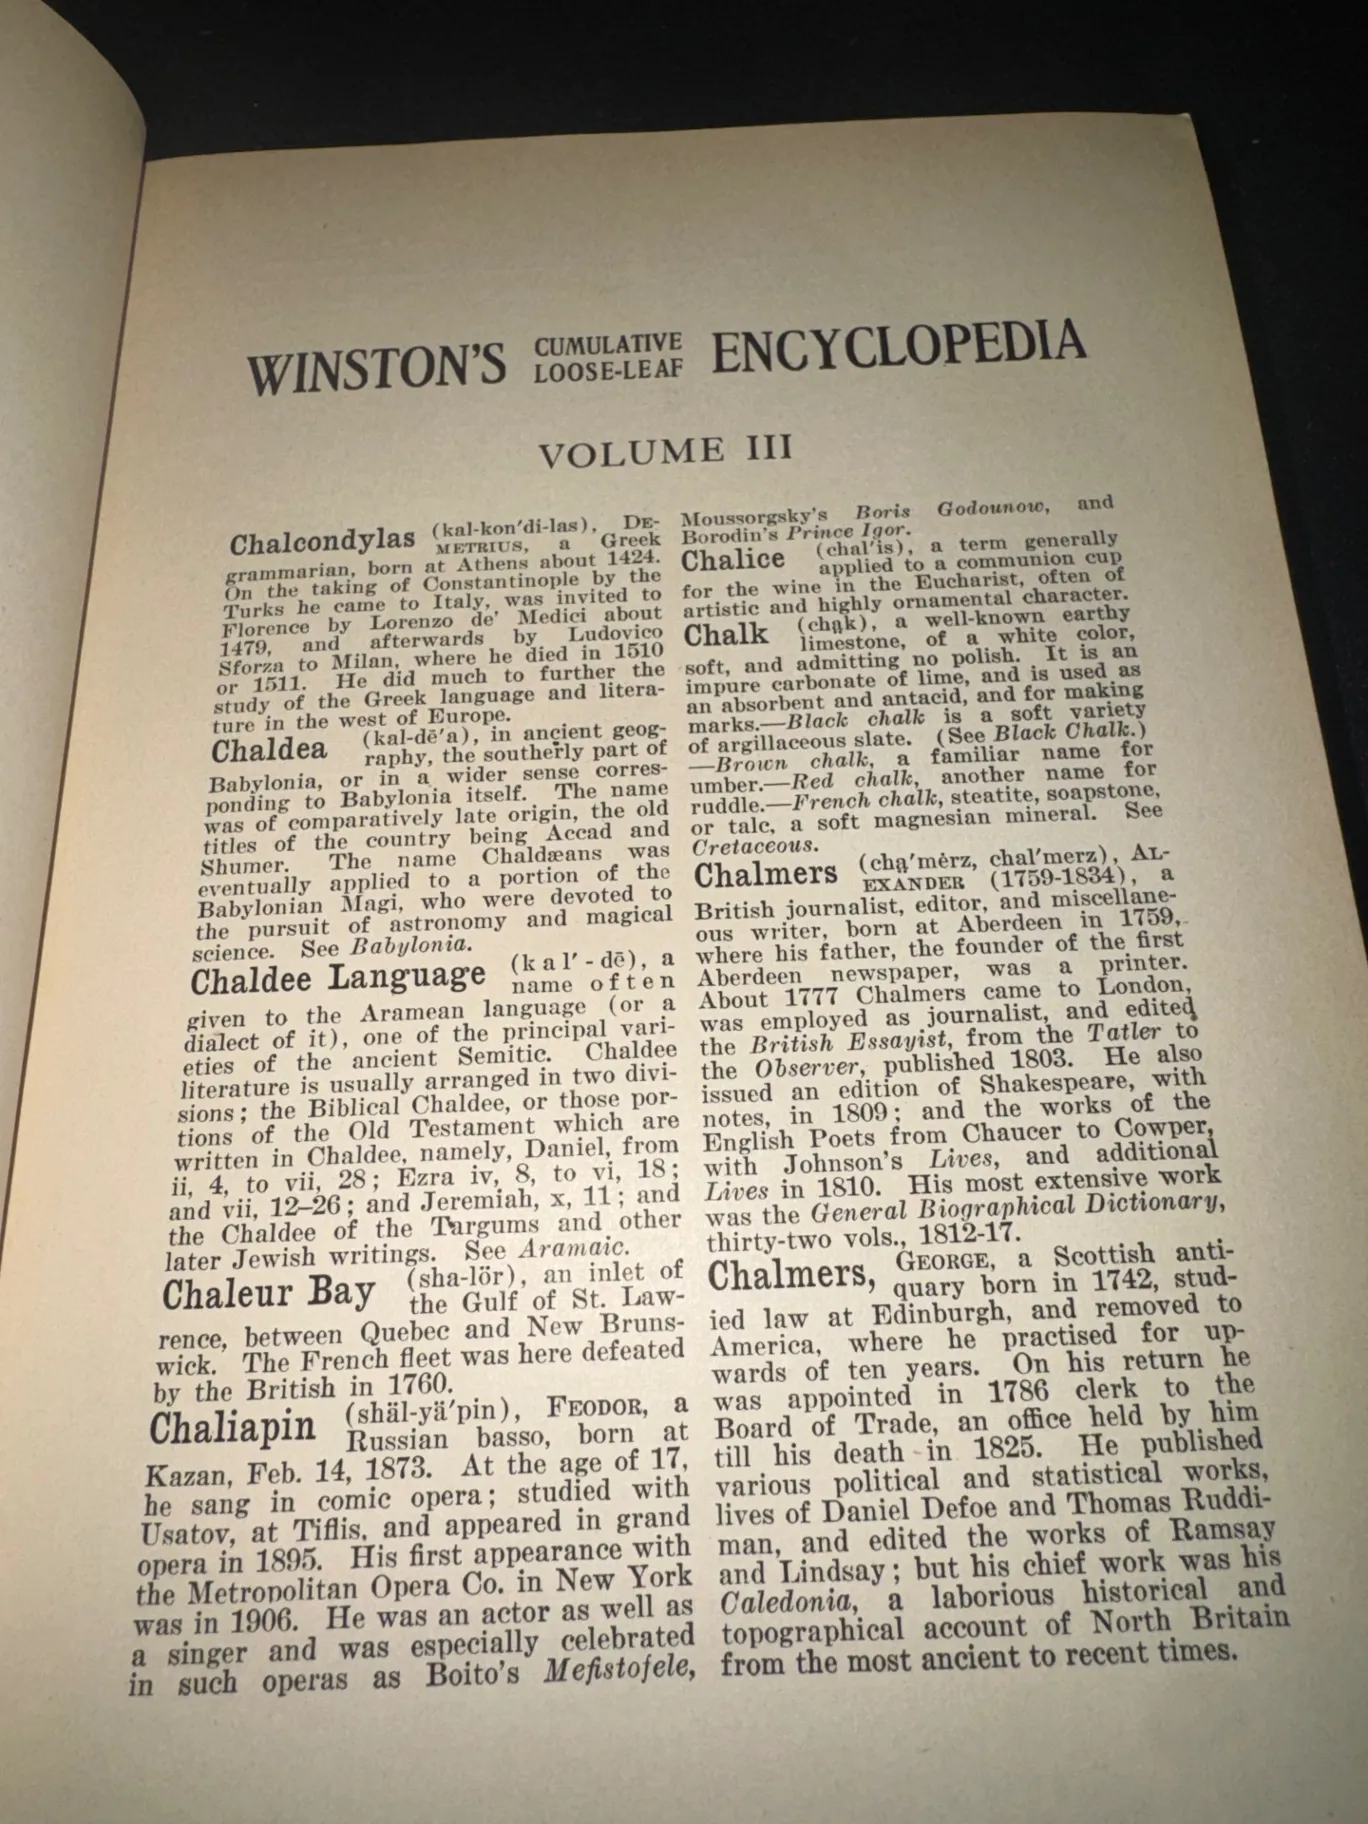 WINSTON'S CUMULATIVE LOOSE-LEAF ENCYCLOPEDIA
VOLUME III
Chalcondylas (kal-kon′di-las), DE-
METRIUS, a Greek
grammarian, born at Athens about 1424.
On the taking of Constantinople by the
Turks he came to Italy, was invited to
Florence by Lorenzo de' Medici about
1479, and afterwards by Ludovico
Sforza to Milan, where he died in 1510
or 1511. He did much to further the
study of the Greek language and litera-
ture in the west of Europe.
Chaldea (kal-dē′a), in ancient geog-
raphy, the southerly part of
Babylonia, or in a wider sense corres-
ponding to Babylonia itself. The name
was of comparatively late origin, the old
titles of the country being Accad and
Shumer. The name Chaldæans was
eventually applied to a portion of the
Babylonian Magi, who were devoted to
the pursuit of astronomy and magical
science. See Babylonia.
Chaldee Language (kal′-dē), a
name often
given to the Aramean language (or a
dialect of it), one of the principal vari-
eties of the ancient Semitic. Chaldee
literature is usually arranged in two divi-
sions; the Biblical Chaldee, or those por-
tions of the Old Testament which are
written in Chaldee, namely, Daniel, from
ii, 4, to vii, 28; Ezra iv, 8, to vi, 18;
and vii, 12–26; and Jeremiah, x, 11; and
the Chaldee of the Targums and other
later Jewish writings. See Aramaic.
Chaleur Bay (sha-lör), an inlet of
the Gulf of St. Law-
rence, between Quebec and New Bruns-
wick. The French fleet was here defeated
by the British in 1760.
Chaliapin (shäl-yä′pin), FEODOR, a
Russian basso, born at
Kazan, Feb. 14, 1873. At the age of 17,
he sang in comic opera; studied with
Usatov, at Tiflis, and appeared in grand
opera in 1895. His first appearance with
the Metropolitan Opera Co. in New York
was in 1906. He was an actor as well as
a singer and was especially celebrated
in such operas as Boito's Mefistofele,
Moussorgsky's Boris Godounow, and
Borodin's Prince Igor.
Chalice (chal′is), a term generally
applied to a communion cup
for the wine in the Eucharist, often of
artistic and highly ornamental character.
Chalk (chạk), a well-known earthy
limestone, of a white color,
soft, and admitting no polish. It is an
impure carbonate of lime, and is used as
an absorbent and antacid, and for making
marks.—Black chalk is a soft variety
of argillaceous slate. (See Black Chalk.)
—Brown chalk, a familiar name for
umber.—Red chalk, another name for
ruddle.—French chalk, steatite, soapstone,
or talc, a soft magnesian mineral. See
Cretaceous.
Chalmers (chạ′mėrz, chal′merz), AL-
EXANDER (1759-1834), a
British journalist, editor, and miscellane-
ous writer, born at Aberdeen in 1759,
where his father, the founder of the first
Aberdeen newspaper, was a printer.
About 1777 Chalmers came to London,
was employed as journalist, and edited
the British Essayist, from the Tatler to
the Observer, published 1803. He also
issued an edition of Shakespeare, with
notes, in 1809; and the works of the
English Poets from Chaucer to Cowper,
with Johnson's Lives, and additional
Lives in 1810. His most extensive work
was the General Biographical Dictionary,
thirty-two vols., 1812-17.
Chalmers, GEORGE, a Scottish anti-
quary born in 1742, stud-
ied law at Edinburgh, and removed to
America, where he practised for up-
wards of ten years. On his return he
was appointed in 1786 clerk to the
Board of Trade, an office held by him
till his death in 1825. He published
various political and statistical works,
lives of Daniel Defoe and Thomas Ruddi-
man, and edited the works of Ramsay
and Lindsay; but his chief work was his
Caledonia, a laborious historical and
topographical account of North Britain
from the most ancient to recent times.